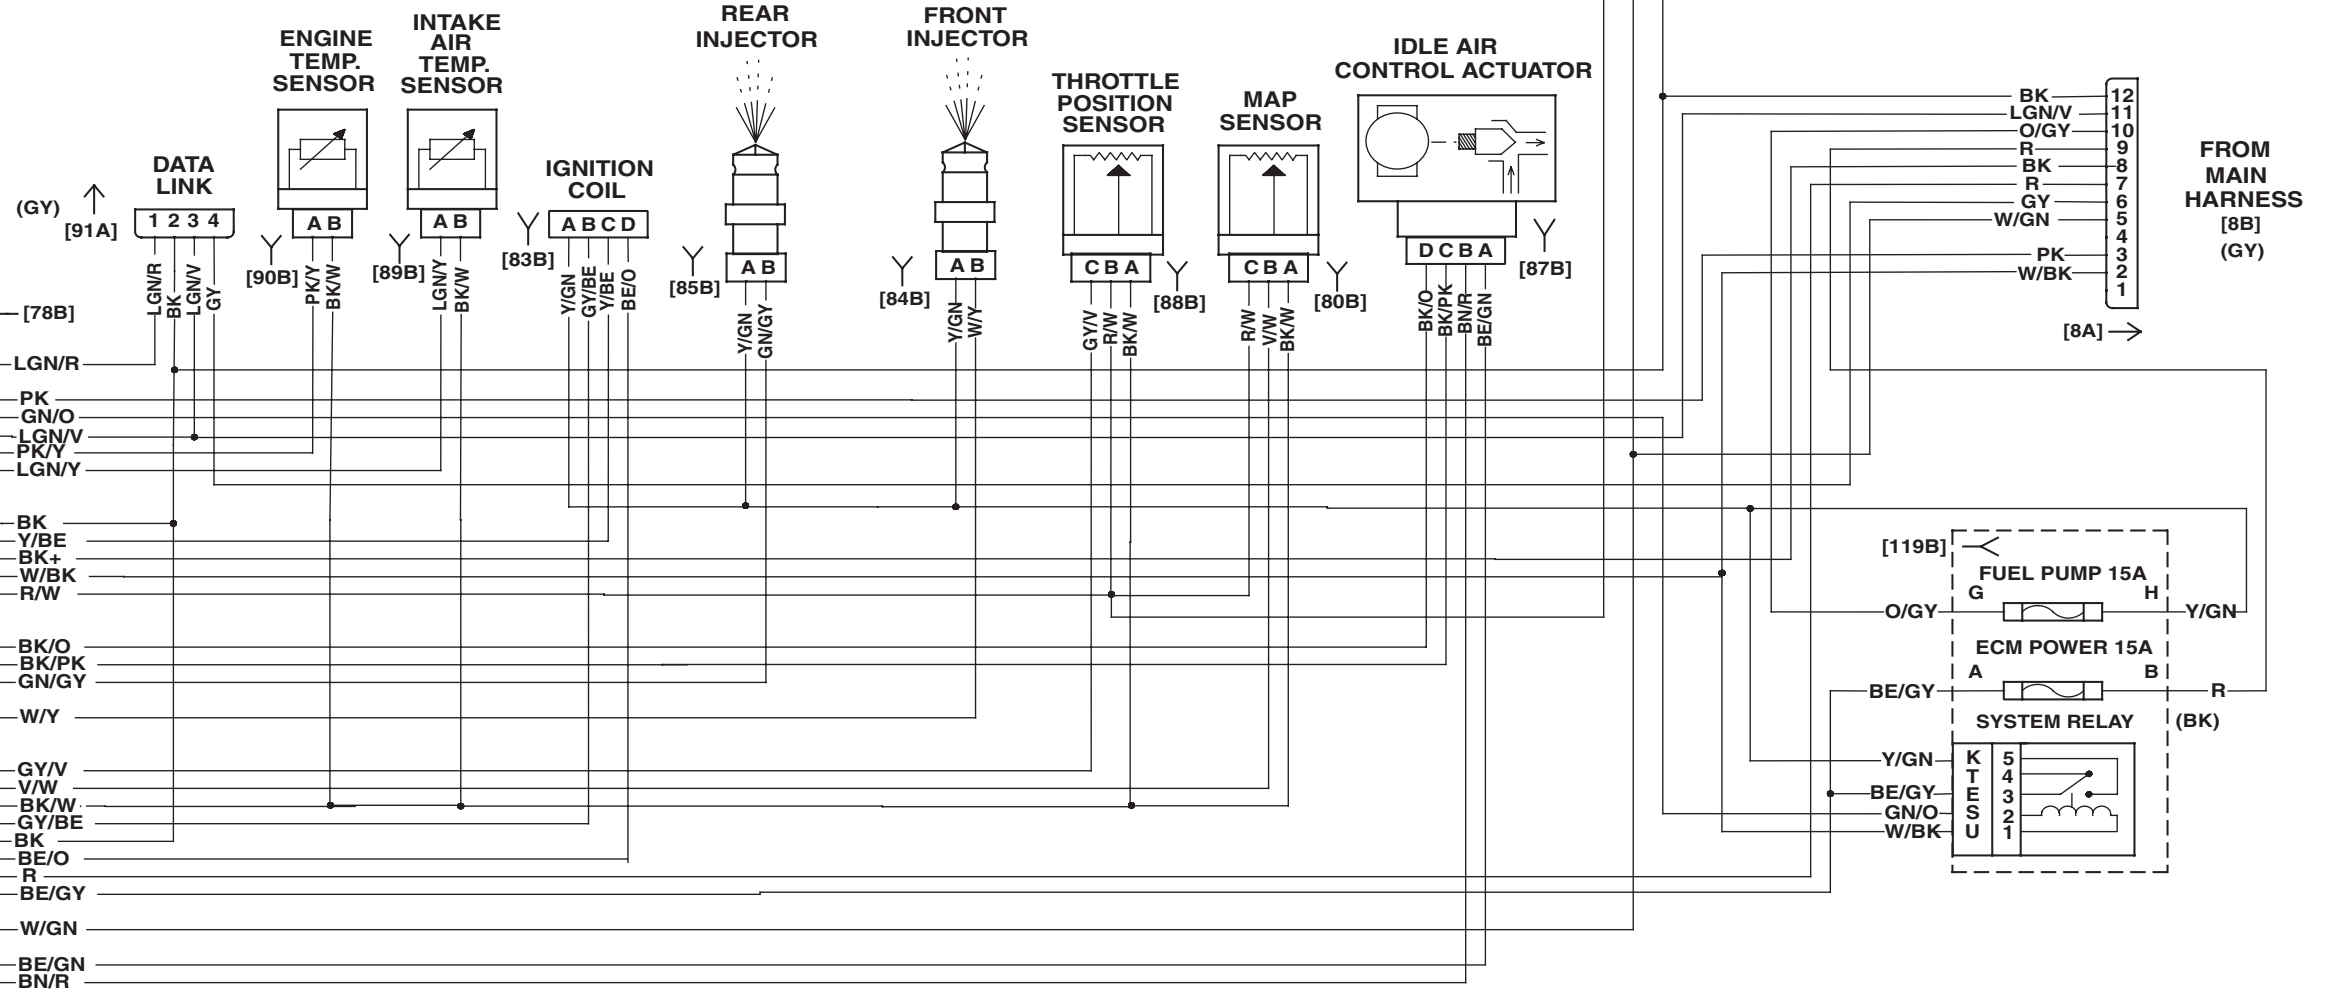 ENGINE
TEMP.
SENSOR
INTAKE
AIR
TEMP.
SENSOR
REAR
INJECTOR
FRONT
INJECTOR
THROTTLE
POSITION
SENSOR
MAP
SENSOR
IDLE AIR
CONTROL ACTUATOR
DATA
LINK
IGNITION
COIL
(GY)
[91A]
1 2 3 4
A B
[90B]
A B
[89B]
[83B]
A B C D
[85B]
A B
[84B]
A B
C B A
[88B]
C B A
[80B]
D C B A
[87B]
LGN/R
BK
LGN/V
GY
PK/Y
BK/W
LGN/Y
BK/W
Y/GN
GY/BE
Y/BE
BE/O
Y/GN
GN/GY
Y/GN
W/Y
GY/V
R/W
BK/W
R/W
V/W
BK/W
BK/O
BK/PK
BN/R
BE/GN
BK 12
LGN/V 11
O/GY 10
R 9
BK 8
R 7
GY 6
W/GN 5
4
PK 3
W/BK 2
1
FROM
MAIN
HARNESS
[8B]
(GY)
[8A]
[78B]
LGN/R
PK
GN/O
LGN/V
PK/Y
LGN/Y
BK
Y/BE
BK+
W/BK
R/W
BK/O
BK/PK
GN/GY
W/Y
GY/V
V/W
BK/W
GY/BE
BK
BE/O
R
BE/GY
W/GN
BE/GN
BN/R
[119B]
FUEL PUMP 15A
G H
O/GY Y/GN
ECM POWER 15A
A B
BE/GY R
SYSTEM RELAY (BK)
Y/GN K 5
T 4
BE/GY E 3
GN/O S 2
W/BK U 1